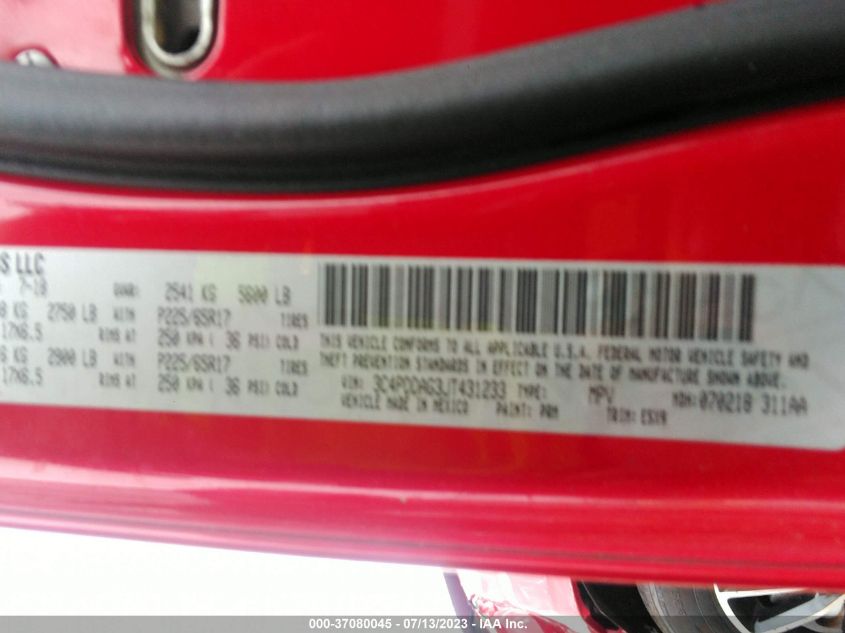 S LLC
7-18 GVWR: 2541 KG 5600 LB
KG 2750 LB WITH P225/65R17 TIRES
17X6.5 RIMS AT 250 KPA ( 36 PSI) COLD
KG 2900 LB WITH P225/65R17 TIRES
17X6.5 RIMS AT 250 KPA ( 36 PSI) COLD
THIS VEHICLE CONFORMS TO ALL APPLICABLE U.S.A. FEDERAL MOTOR VEHICLE SAFETY AND
THEFT PREVENTION STANDARDS IN EFFECT ON THE DATE OF MANUFACTURE SHOWN ABOVE.
VIN: 3C4PDDAG3JT431233 TYPE: MPV MDH: 070218 311AA
VEHICLE MADE IN MEXICO PAINT: PRM TRIM: E5X9
000-37080045 - 07/13/2023 - IAA Inc.